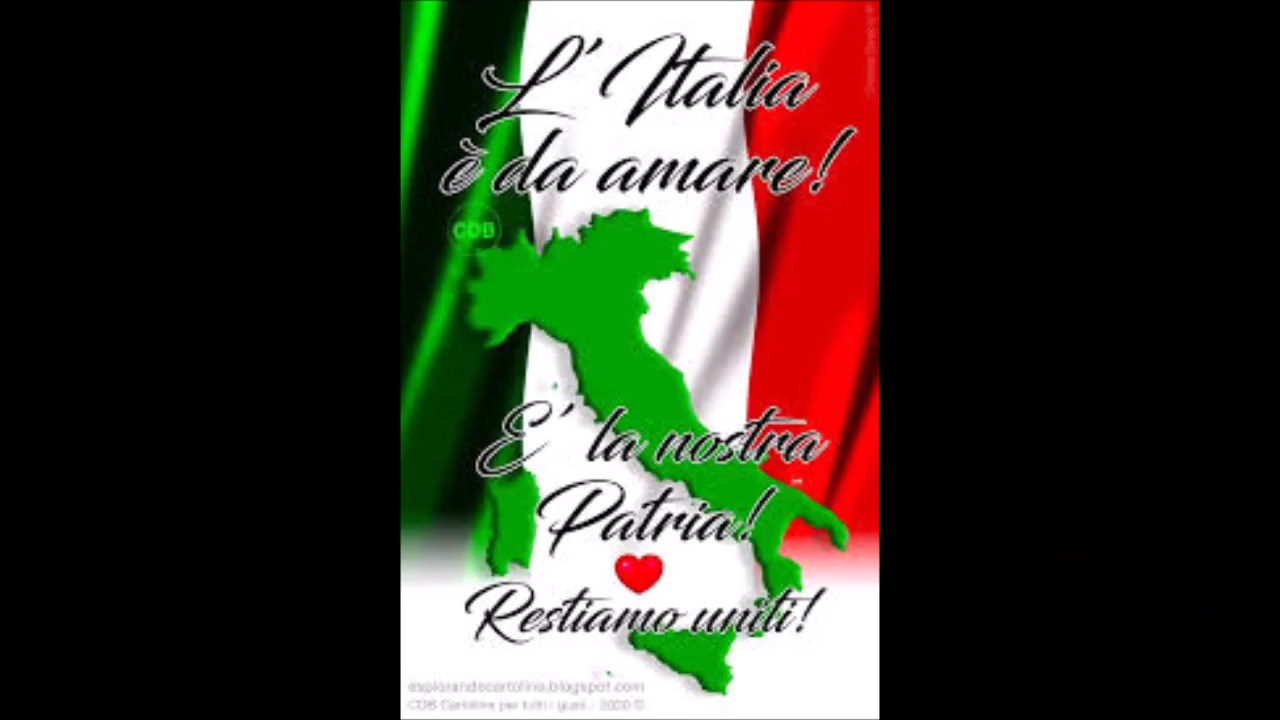 L'Italia
è da amare!
CDB
E' la nostra
Patria!
Restiamo uniti!
esplorandocartoline.blogspot.com
CDB Cartoline per tutti i gusti - 2020 ©